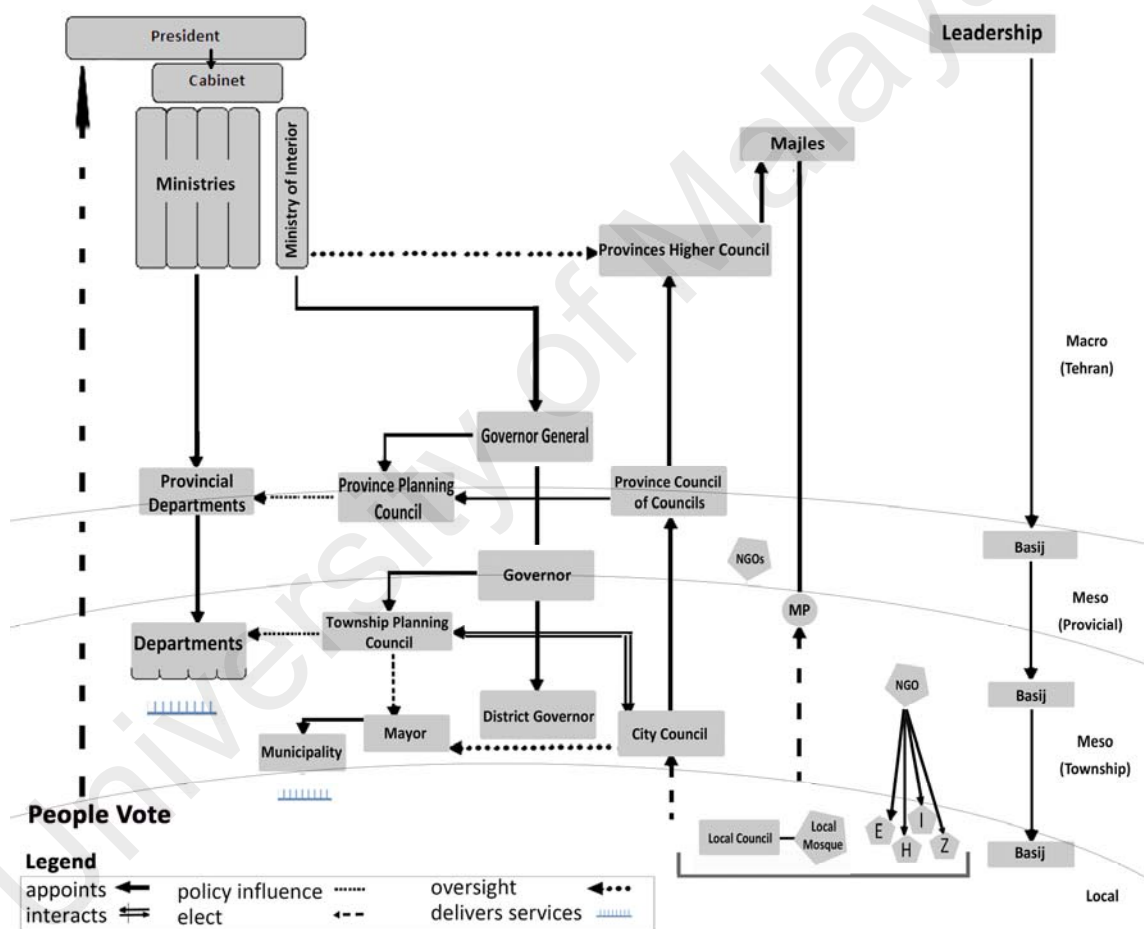 President
Cabinet
Ministries
Ministry of Interior
Leadership
Majles
Provinces Higher Council
Macro
(Tehran)
Governor General
Provincial
Departments
Province Planning
Council
Province Council
of Councils
NGOs
Basij
Governor
MP
Meso
(Provicial)
Township Planning
Council
Departments
NGO
Basij
District Governor
City Council
Mayor
Municipality
Meso
(Township)
People Vote
Local Council
Local
Mosque
E
H
I
Z
Basij
Local
Legend
appoints
policy influence
oversight
interacts
elect
delivers services
University of Malaya